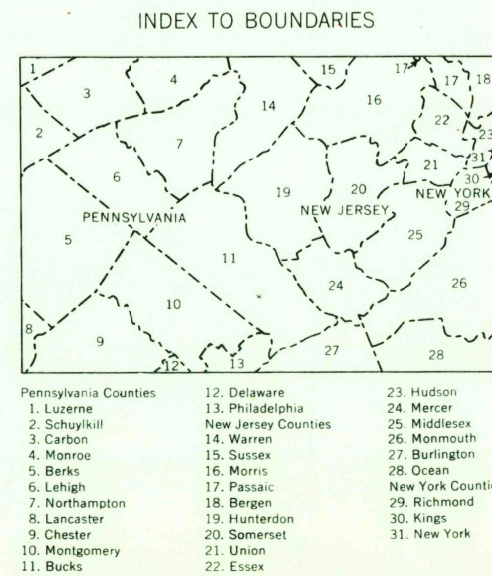 INDEX TO BOUNDARIES
1
3
4
15
17
17
18
14
16
22
23
2
7
21
31
6
19
20
30
PENNSYLVANIA
NEW JERSEY
NEW YORK
29
5
11
25
24
26
10
8
9
12
13
27
28
Pennsylvania Counties
1. Luzerne
2. Schuylkill
3. Carbon
4. Monroe
5. Berks
6. Lehigh
7. Northampton
8. Lancaster
9. Chester
10. Montgomery
11. Bucks
12. Delaware
13. Philadelphia
New Jersey Counties
14. Warren
15. Sussex
16. Morris
17. Passaic
18. Bergen
19. Hunterdon
20. Somerset
21. Union
22. Essex
23. Hudson
24. Mercer
25. Middlesex
26. Monmouth
27. Burlington
28. Ocean
New York Counti
29. Richmond
30. Kings
31. New York